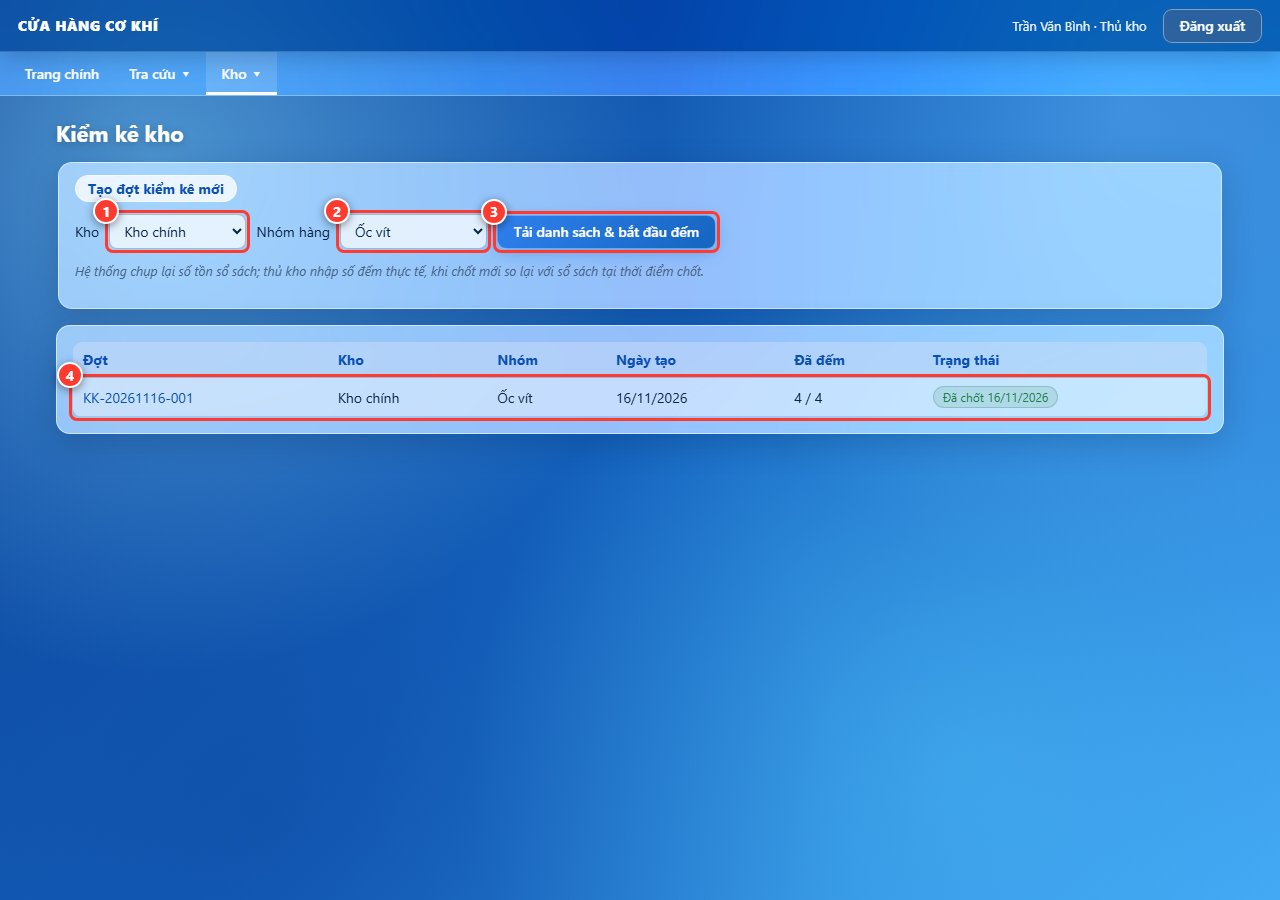 CỬA HÀNG CƠ KHÍ
Trần Văn Bình · Thủ kho
Đăng xuất
Trang chính
Tra cứu ▼
Kho ▼
Kiểm kê kho
Tạo đợt kiểm kê mới
1 2 3
Kho Kho chính Nhóm hàng Ốc vít Tải danh sách & bắt đầu đếm
Hệ thống chụp lại số tồn sổ sách; thủ kho nhập số đếm thực tế, khi chốt mới so lại với sổ sách tại thời điểm chốt.
Đợt Kho Nhóm Ngày tạo Đã đếm Trạng thái
4
KK-20261116-001 Kho chính Ốc vít 16/11/2026 4 / 4 Đã chốt 16/11/2026